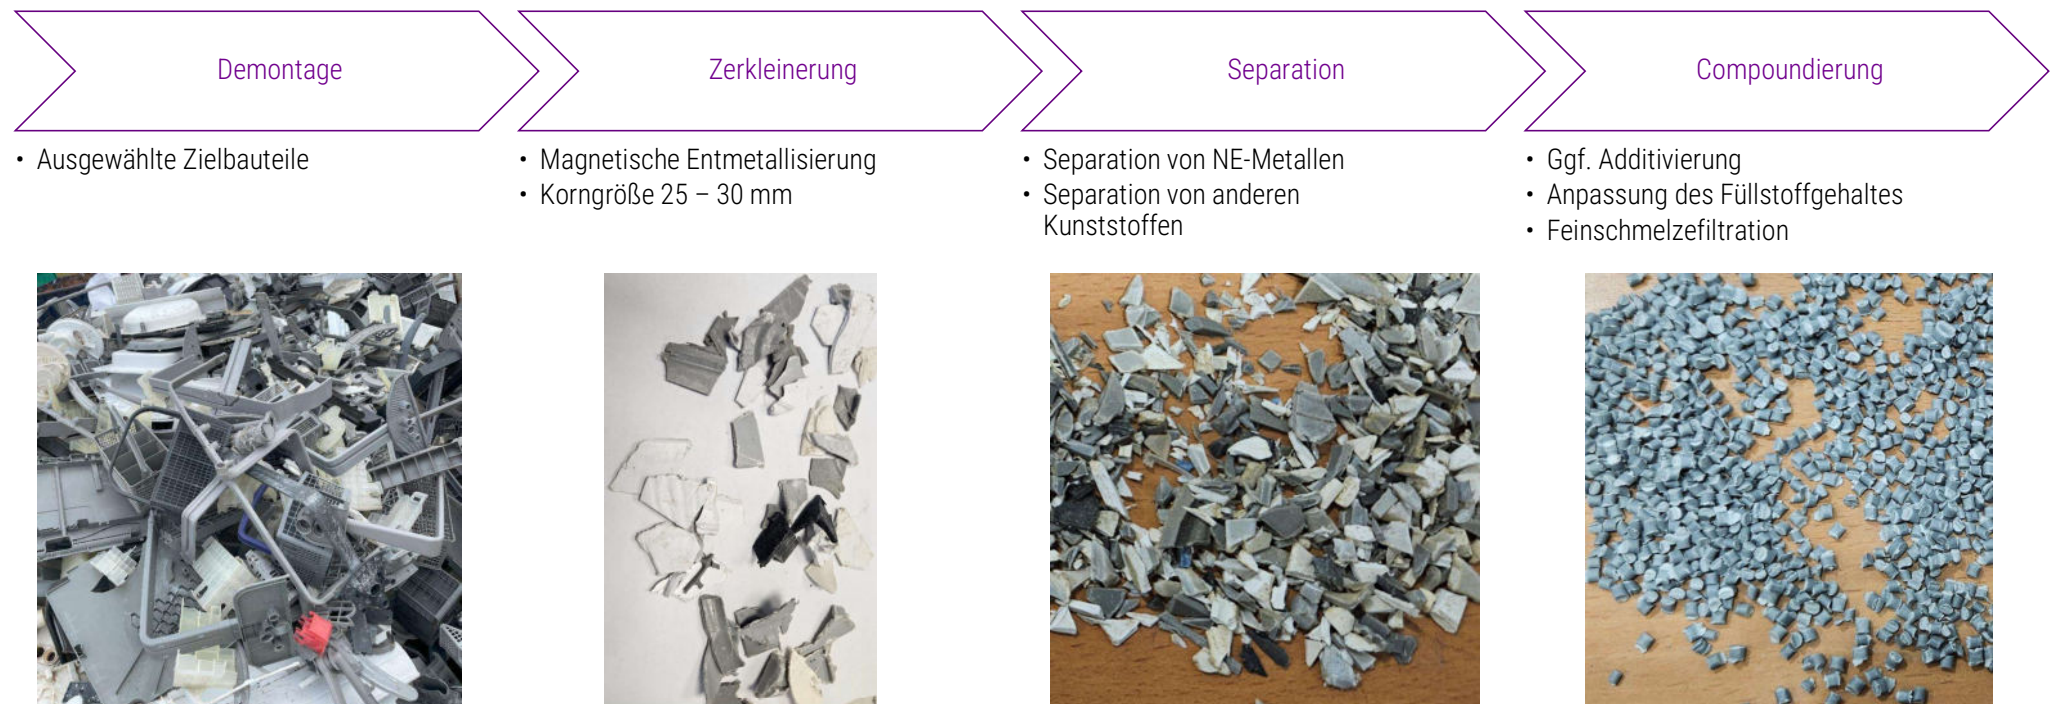 Demontage
Zerkleinerung
Separation
Compoundierung
• Ausgewählte Zielbauteile
• Magnetische Entmetallisierung
• Korngröße 25 – 30 mm
• Separation von NE-Metallen
• Separation von anderen
Kunststoffen
• Ggf. Additivierung
• Anpassung des Füllstoffgehaltes
• Feinschmelzefiltration